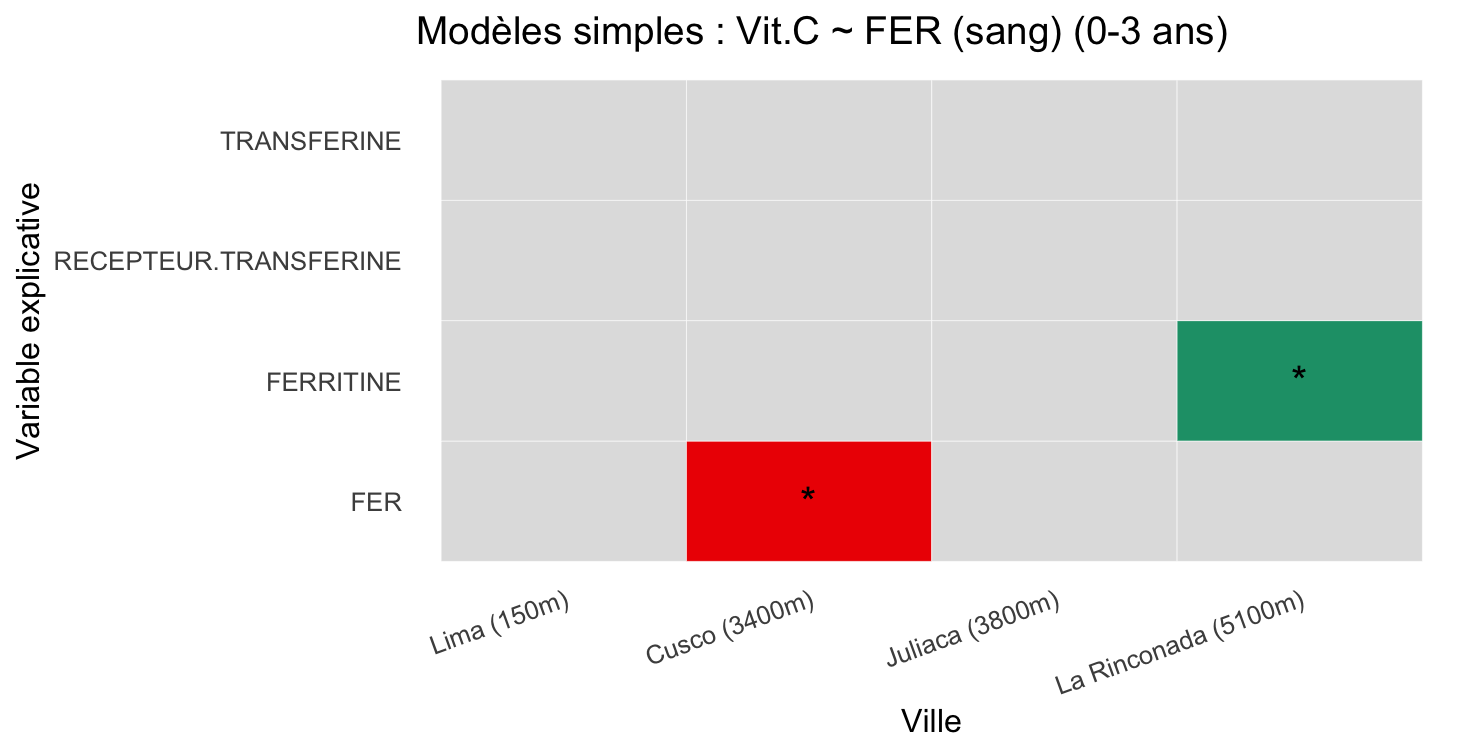 Modèles simples : Vit.C ~ FER (sang) (0-3 ans)
Variable explicative
TRANSFERINE
RECEPTEUR.TRANSFERINE
FERRITINE
*
FER
*
Lima (150m)
Cusco (3400m)
Juliaca (3800m)
La Rinconada (5100m)
Ville